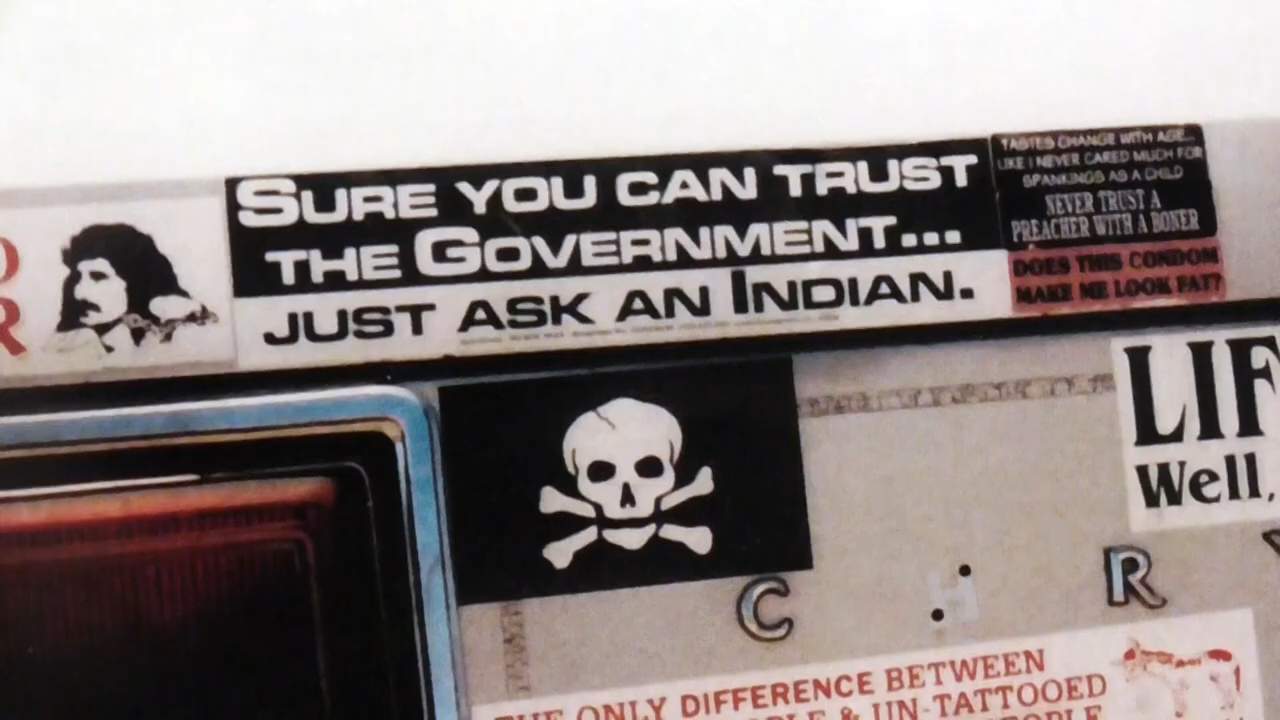 O
R
SURE YOU CAN TRUST
THE GOVERNMENT...
JUST ASK AN INDIAN.
TASTES CHANGE WITH AGE...
LIKE I NEVER CARED MUCH FOR
SPANKINGS AS A CHILD
NEVER TRUST A
PREACHER WITH A BONER
DOES THIS CONDOM
MAKE ME LOOK FAT?
LIF
Well,
C H R
THE ONLY DIFFERENCE BETWEEN
& UN-TATTOOED